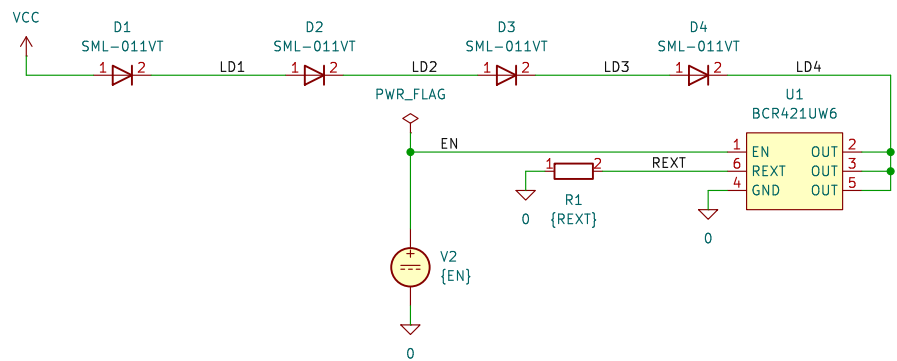 VCC
D1
SML-011VT
1 2
LD1
D2
SML-011VT
1 2
LD2
D3
SML-011VT
1 2
LD3
D4
SML-011VT
1 2
LD4
PWR_FLAG
EN
U1
BCR421UW6
1 EN OUT 2
6 REXT OUT 3
4 GND OUT 5
1 2
REXT
R1
{REXT}
0
0
V2
{EN}
0